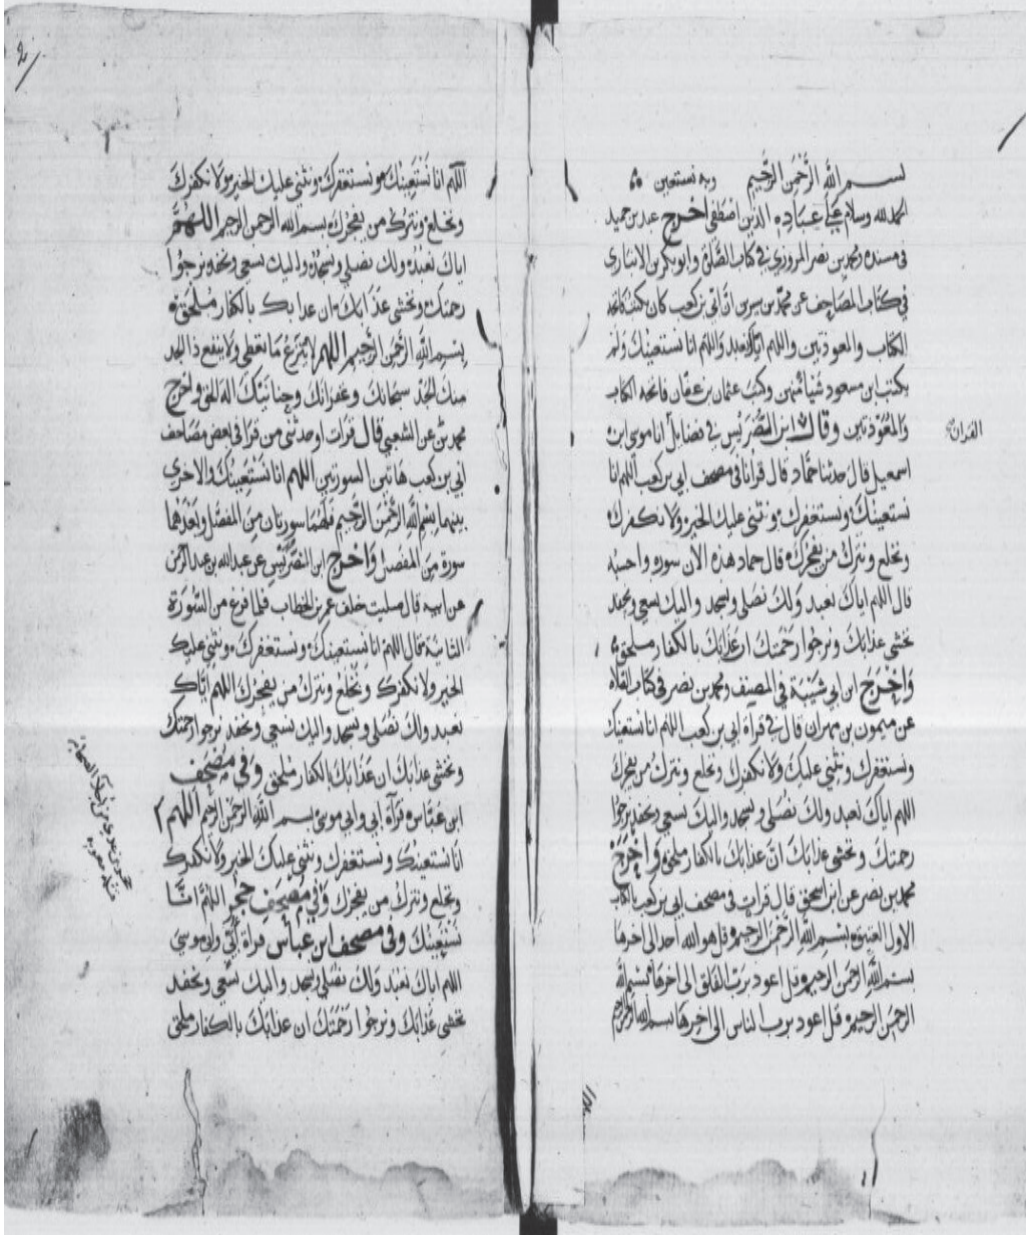 بسم الله الرحمن الرحيم وبه نستعين
الحمد لله وسلام على عباده الذين اصطفى اخرج عبد بن حميد
في مسنده ومحمد بن نصر المروزي في كتاب الصلوة وابو بكر بن الانباري
في كتاب المصاحف عن محمد بن سيرين ان ابي بن كعب كان يكتب فاتحة
الكتاب والمعوذتين واللهم اياك نعبد واللهم انا نستعينك ولم
يكتب ابن مسعود شيأ منهن وكتب عثمان بن عفان فاتحة الكتاب
والمعوذتين وقال ابن الضريس في فضايل انا موسى ابن
القران
اسمعيل قال حدثنا حماد قال قرانا في مصحف ابي بن كعب اللهم انا
نستعينك ونستغفرك ونثني عليك الخير ولا نكفرك
ونخلع ونترك من يفجرك قال حماد هذه الان سورة واحسبه
قال اللهم اياك نعبد ولك نصلي ونسجد واليك نسعى ونحفد
نخشى عذابك ونرجوا رحمتك ان عذابك بالكفار ملحق
واخرج ابن ابي شيبة في المصنف ومحمد بن نصر في كتاب الصلاة
عن ميمون بن مهران قال في قراة ابي بن كعب اللهم انا نستعينك
ونستغفرك ونثني عليك ولا نكفرك ونخلع ونترك من يفجرك
اللهم اياك نعبد ولك نصلي ونسجد واليك نسعى ونحفد نرجوا
رحمتك ونخشى عذابك ان عذابك بالكفار ملحق واخرج
محمد بن نصر عن ابن اسحق قال قرات في مصحف ابي بن كعب بالكتاب
الاول العتيق بسم الله الرحمن الرحيم قل هو الله احد الى اخرها
بسم الله الرحمن الرحيم قل اعوذ برب الفلق الى اخرها بسم الله
الرحمن الرحيم قل اعوذ برب الناس الى اخرها بسم الله الرحمن الرحيم
اللهم انا نستعينك ونستغفرك ونثني عليك الخير ولا نكفرك
ونخلع ونترك من يفجرك بسم الله الرحمن الرحيم اللهم
اياك نعبد ولك نصلي ونسجد واليك نسعى ونحفد نرجوا
رحمتك ونخشى عذابك ان عذابك بالكفار ملحق
بسم الله الرحمن الرحيم اللهم لا ينزع ما تعطي ولا ينفع ذا الجد
منك الجد سبحانك وغفرانك وحنانيك اله الحق واخرج
محمد عن الشعبي قال قرات اوحدثني من قرا في بعض مصاحف
ابي بن كعب هاتين السورتين اللهم انا نستعينك والاخرى
بينهما بسم الله الرحمن الرحيم قبلهما سورتان من المفصل وبعدهما
سورة من المفصل واخرج ابن الضريس عن عبد الله بن عبد الرحمن
عن ابيه قال صليت خلف عمر بن الخطاب فلما فرغ من السورة
الثانية قال اللهم انا نستعينك ونستغفرك ونثني عليك
الخير ولا نكفرك ونخلع ونترك من يفجرك اللهم اياك
نعبد ولك نصلي ونسجد واليك نسعى ونحفد نرجوا رحمتك
ونخشى عذابك ان عذابك بالكفار ملحق وفي مصحف
ابن عباس قراة ابي وابي موسى بسم الله الرحمن الرحيم اللهم
انا نستعينك ونستغفرك ونثني عليك الخير ولا نكفرك
ونخلع ونترك من يفجرك وفي مصحف حجر اللهم انا
نستعينك وفي مصحف ابن عباس قراة ابي وابي موسى
اللهم اياك نعبد ولك نصلي ونسجد واليك نسعى ونحفد
نخشى عذابك ونرجوا رحمتك ان عذابك بالكفار ملحق